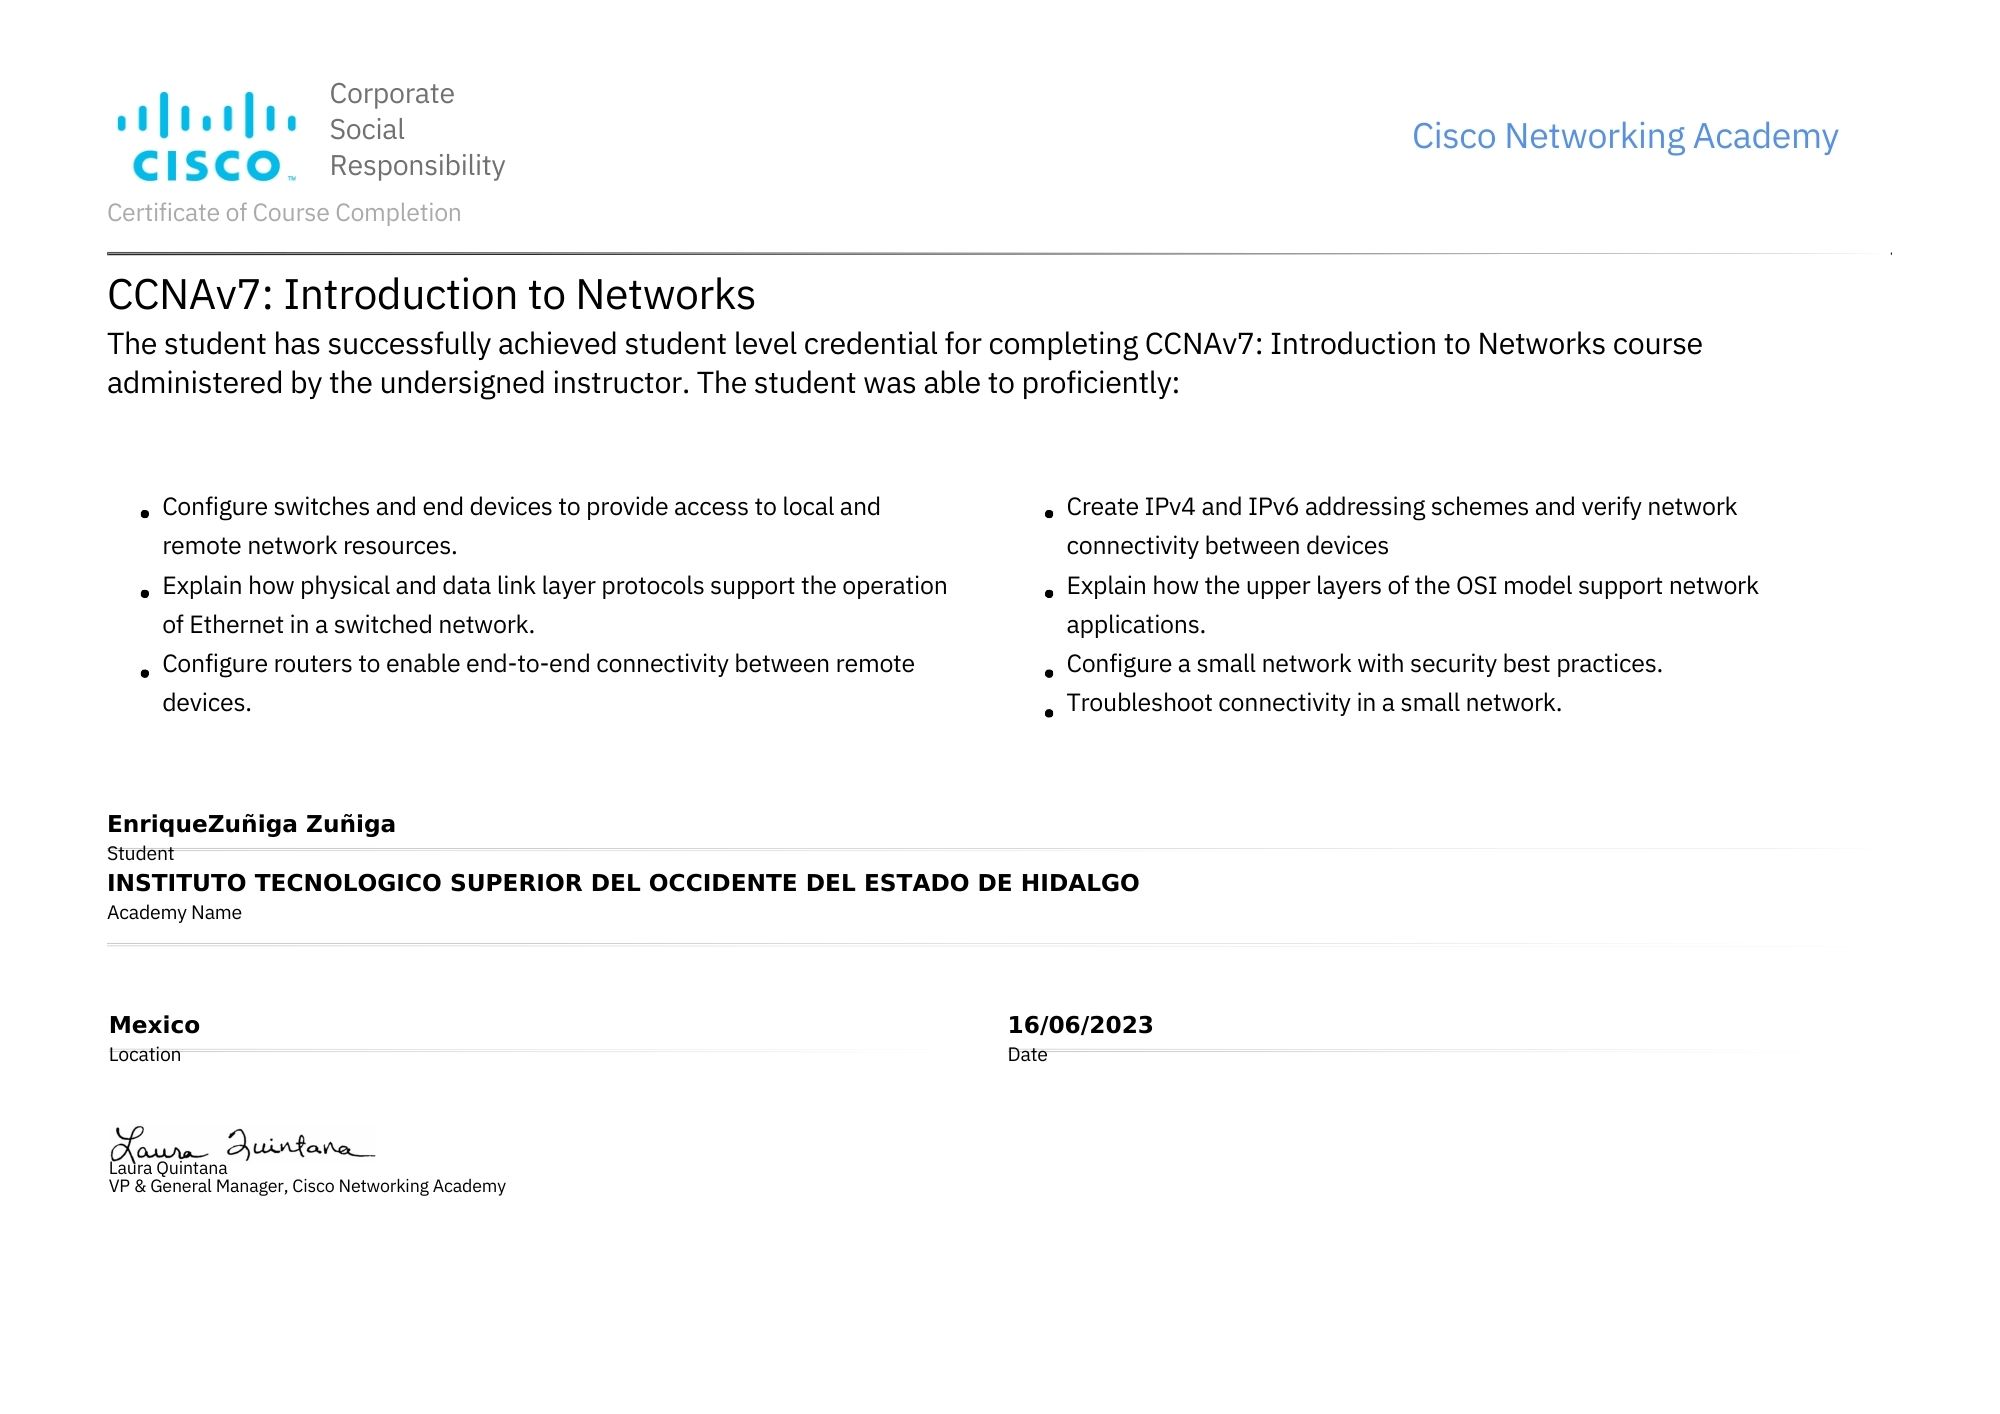 Corporate
Social
Responsibility
CISCO™
Cisco Networking Academy
Certificate of Course Completion
CCNAv7: Introduction to Networks
The student has successfully achieved student level credential for completing CCNAv7: Introduction to Networks course
administered by the undersigned instructor. The student was able to proficiently:
• Configure switches and end devices to provide access to local and
remote network resources.
• Explain how physical and data link layer protocols support the operation
of Ethernet in a switched network.
• Configure routers to enable end-to-end connectivity between remote
devices.
• Create IPv4 and IPv6 addressing schemes and verify network
connectivity between devices
• Explain how the upper layers of the OSI model support network
applications.
• Configure a small network with security best practices.
• Troubleshoot connectivity in a small network.
EnriqueZuñiga Zuñiga
Student
INSTITUTO TECNOLOGICO SUPERIOR DEL OCCIDENTE DEL ESTADO DE HIDALGO
Academy Name
Mexico
Location
16/06/2023
Date
Laura Quintana
Laura Quintana
VP & General Manager, Cisco Networking Academy